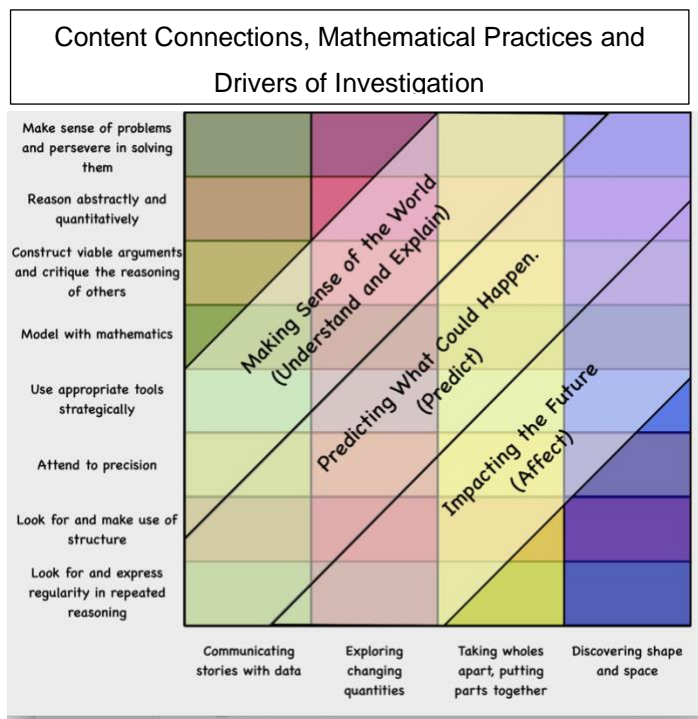 Content Connections, Mathematical Practices and
Drivers of Investigation
Make sense of problems
and persevere in solving
them
Reason abstractly and
quantitatively
Construct viable arguments
and critique the reasoning
of others
Model with mathematics
Use appropriate tools
strategically
Attend to precision
Look for and make use of
structure
Look for and express
regularity in repeated
reasoning
Making Sense of the World
(Understand and Explain)
Predicting What Could Happen.
(Predict)
Impacting the Future
(Affect)
Communicating
stories with data
Exploring
changing
quantities
Taking wholes
apart, putting
parts together
Discovering shape
and space